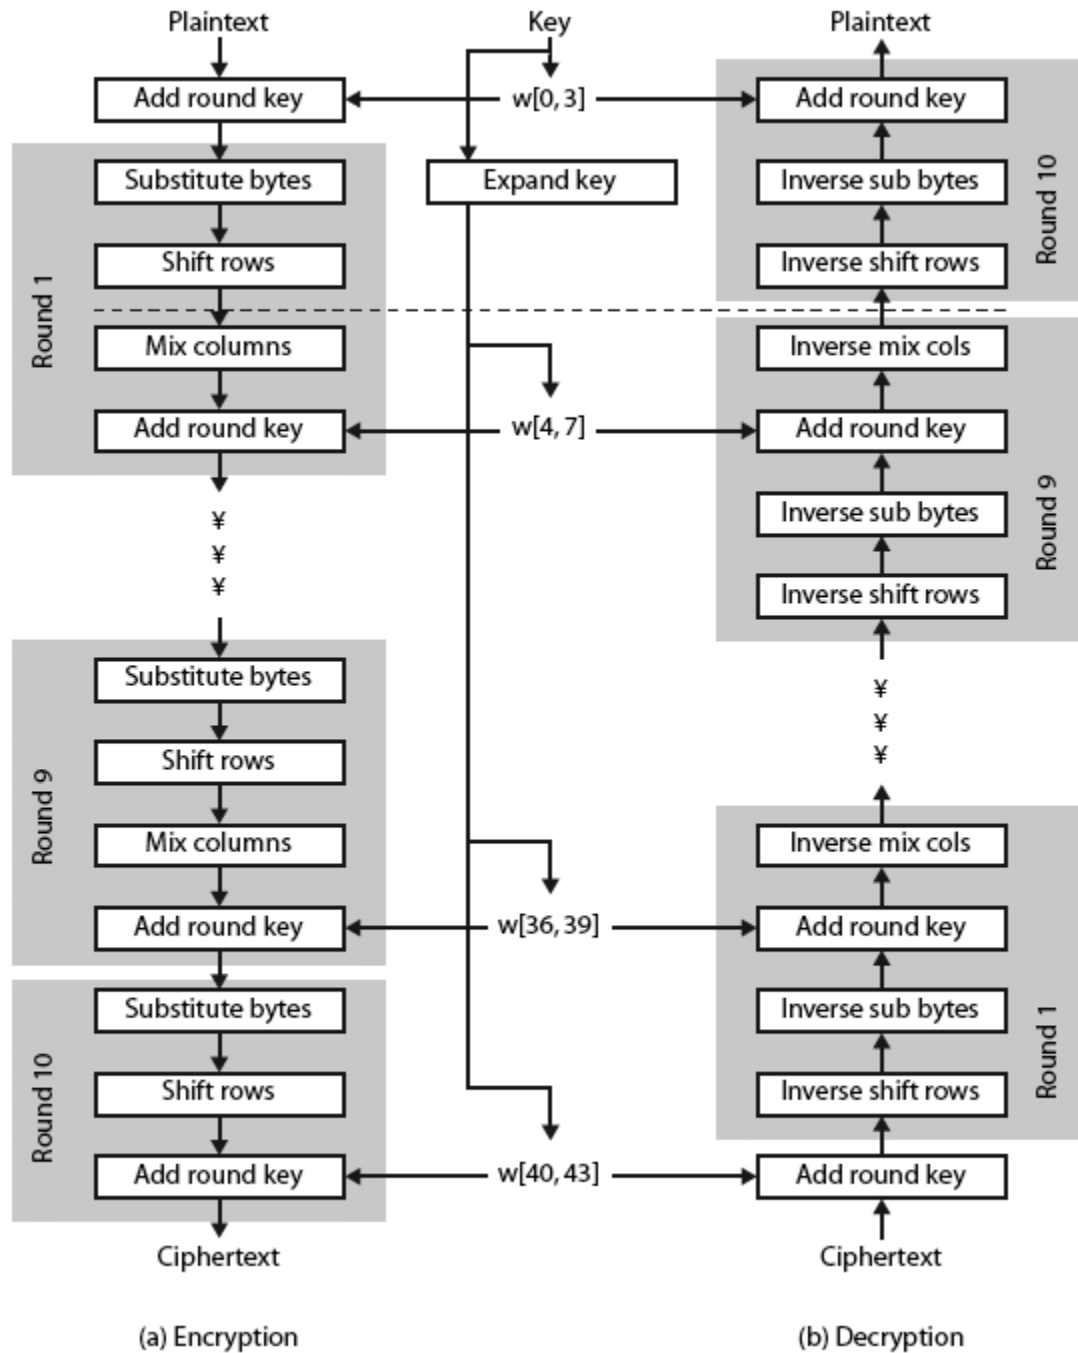 Plaintext
Add round key
Round 1
Substitute bytes
Shift rows
Mix columns
Add round key
¥
¥
¥
Round 9
Substitute bytes
Shift rows
Mix columns
Add round key
Round 10
Substitute bytes
Shift rows
Add round key
Ciphertext
(a) Encryption
Key
w[0, 3]
Expand key
w[4, 7]
w[36, 39]
w[40, 43]
Plaintext
Add round key
Inverse sub bytes
Inverse shift rows
Round 10
Inverse mix cols
Add round key
Inverse sub bytes
Inverse shift rows
Round 9
¥
¥
¥
Inverse mix cols
Add round key
Inverse sub bytes
Inverse shift rows
Round 1
Add round key
Ciphertext
(b) Decryption